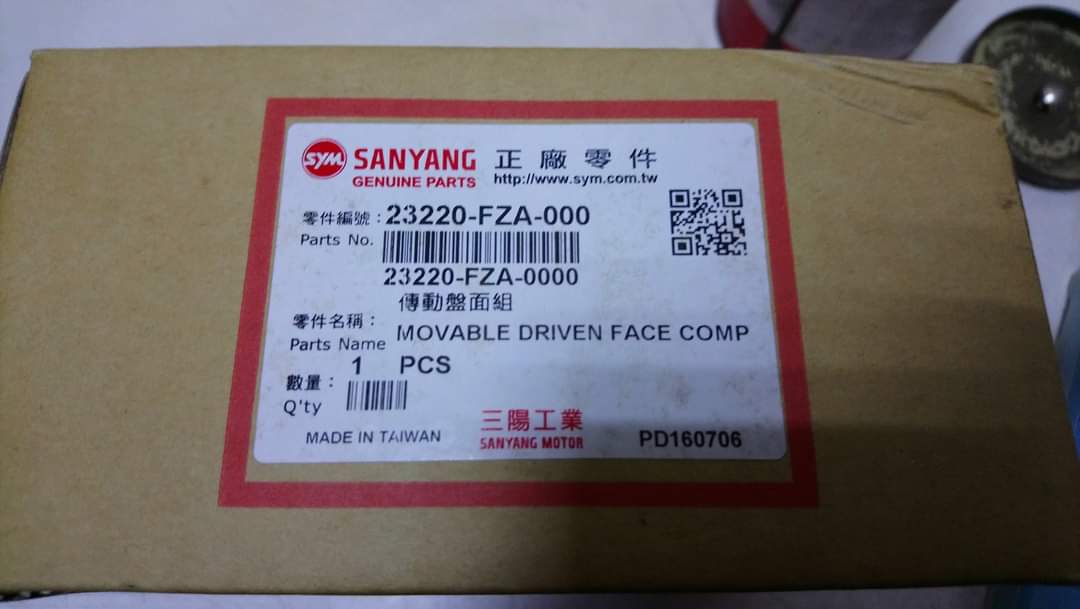 SYM SANYANG 正廠零件
GENUINE PARTS http://www.sym.com.tw
零件編號：23220-FZA-000
Parts No.
23220-FZA-0000
傳動盤面組
零件名稱：
Parts Name MOVABLE DRIVEN FACE COMP
數量： 1 PCS
Q'ty
三陽工業
MADE IN TAIWAN SANYANG MOTOR PD160706